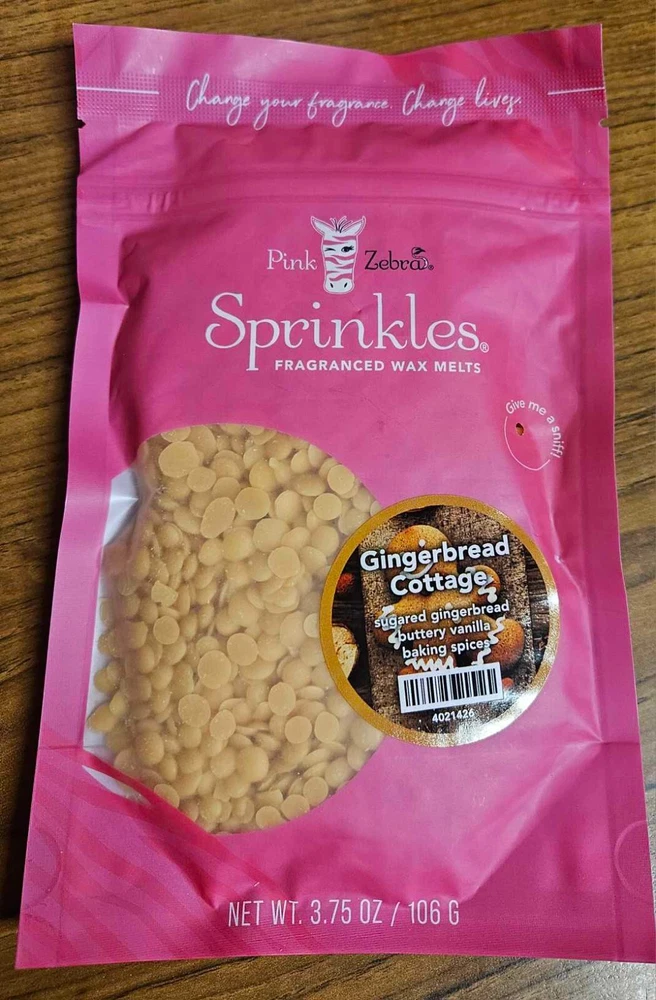 Change your fragrance. Change lives.
Pink Zebra®
Sprinkles®
FRAGRANCED WAX MELTS
Give me a sniff!
Gingerbread
Cottage
sugared gingerbread
buttery vanilla
baking spices
4021426
NET WT. 3.75 OZ / 106 G